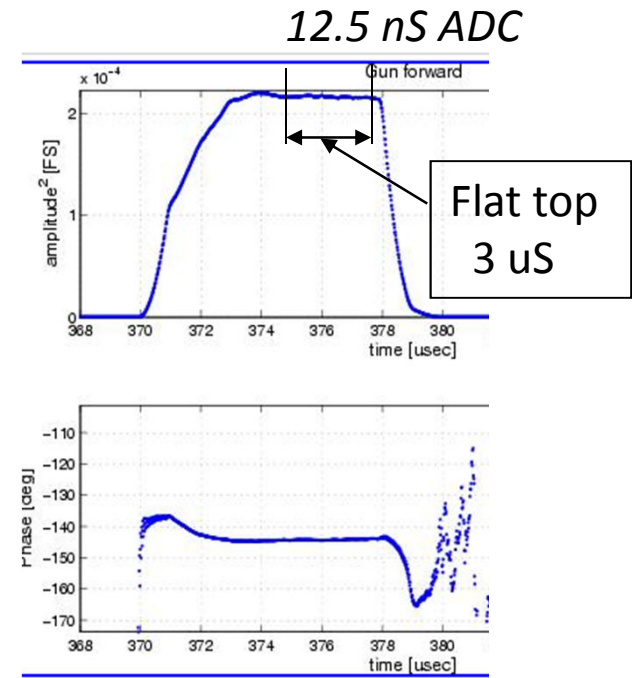 12.5 nS ADC
x 10⁻⁴
Gun forward
amplitude² [FS]
2
1
0
368 370 372 374 376 378 380
time [usec]
Flat top
3 uS
Phase [deg]
-110
-120
-130
-140
-150
-160
-170
368 370 372 374 376 378 380
time [usec]